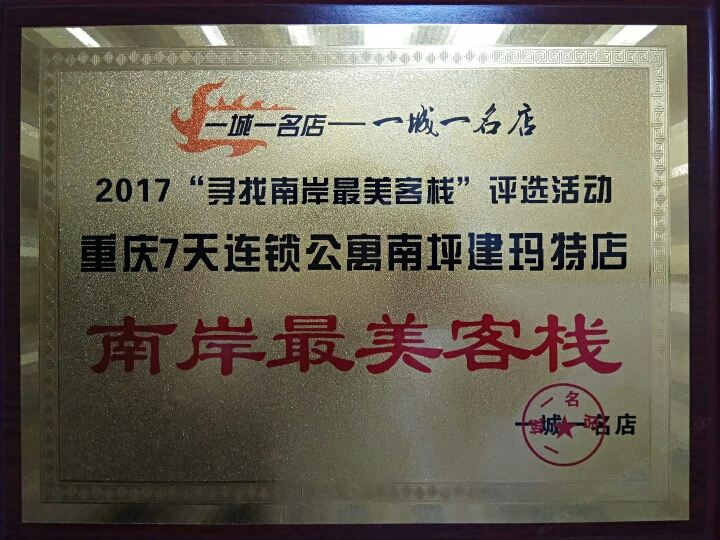 一城一名店——一城一名店
2017“寻找南岸最美客栈”评选活动
重庆7天连锁公寓南坪建玛特店
南岸最美客栈
一城一名店